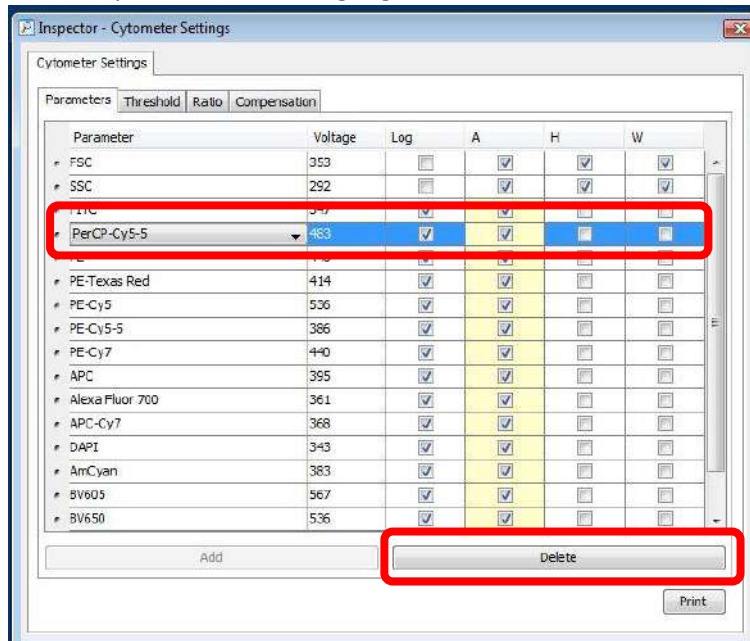 Inspector - Cytometer Settings
Cytometer Settings
Parameters Threshold Ratio Compensation
Parameter Voltage Log A H W
FSC 353
SSC 292
PerCP-Cy5-5 483
PE-Texas Red 414
PE-Cy5 536
PE-Cy5-5 386
PE-Cy7 440
APC 395
Alexa Fluor 700 361
APC-Cy7 368
DAPI 343
AmCyan 383
BV605 567
BV650 536
Add Delete
Print